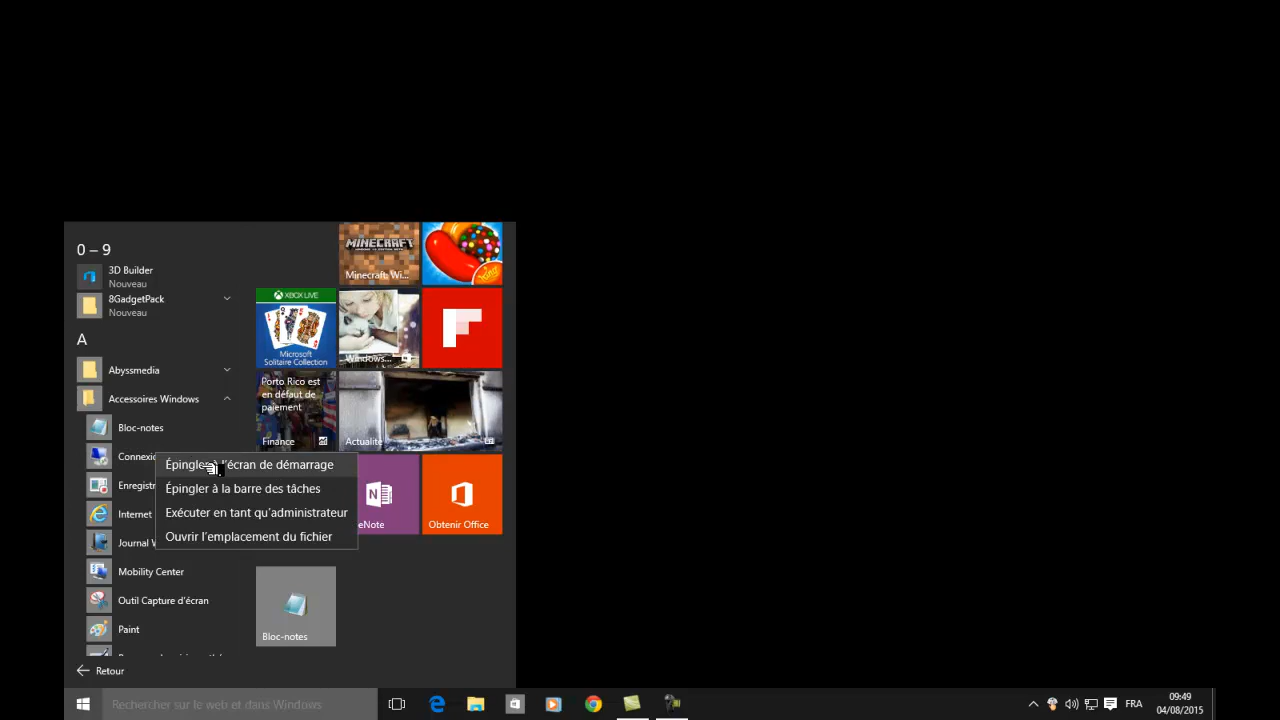 0 – 9
3D Builder
Nouveau
8GadgetPack
Nouveau
A
Abyssmedia
Accessoires Windows
Bloc-notes
Connexio
Enregistr
Internet
Journal W
Mobility Center
Outil Capture d'écran
Paint
Retour
Épingler à l'écran de démarrage
Épingler à la barre des tâches
Exécuter en tant qu'administrateur
Ouvrir l'emplacement du fichier
MINECRAFT
Minecraft: Wi...
King
XBOX LIVE
Microsoft
Solitaire Collection
Windows...
Porto Rico est
en défaut de
paiement
Finance
Actualité
N
eNote
Obtenir Office
Bloc-notes
Rechercher sur le web et dans Windows
FRA
09:49
04/08/2015